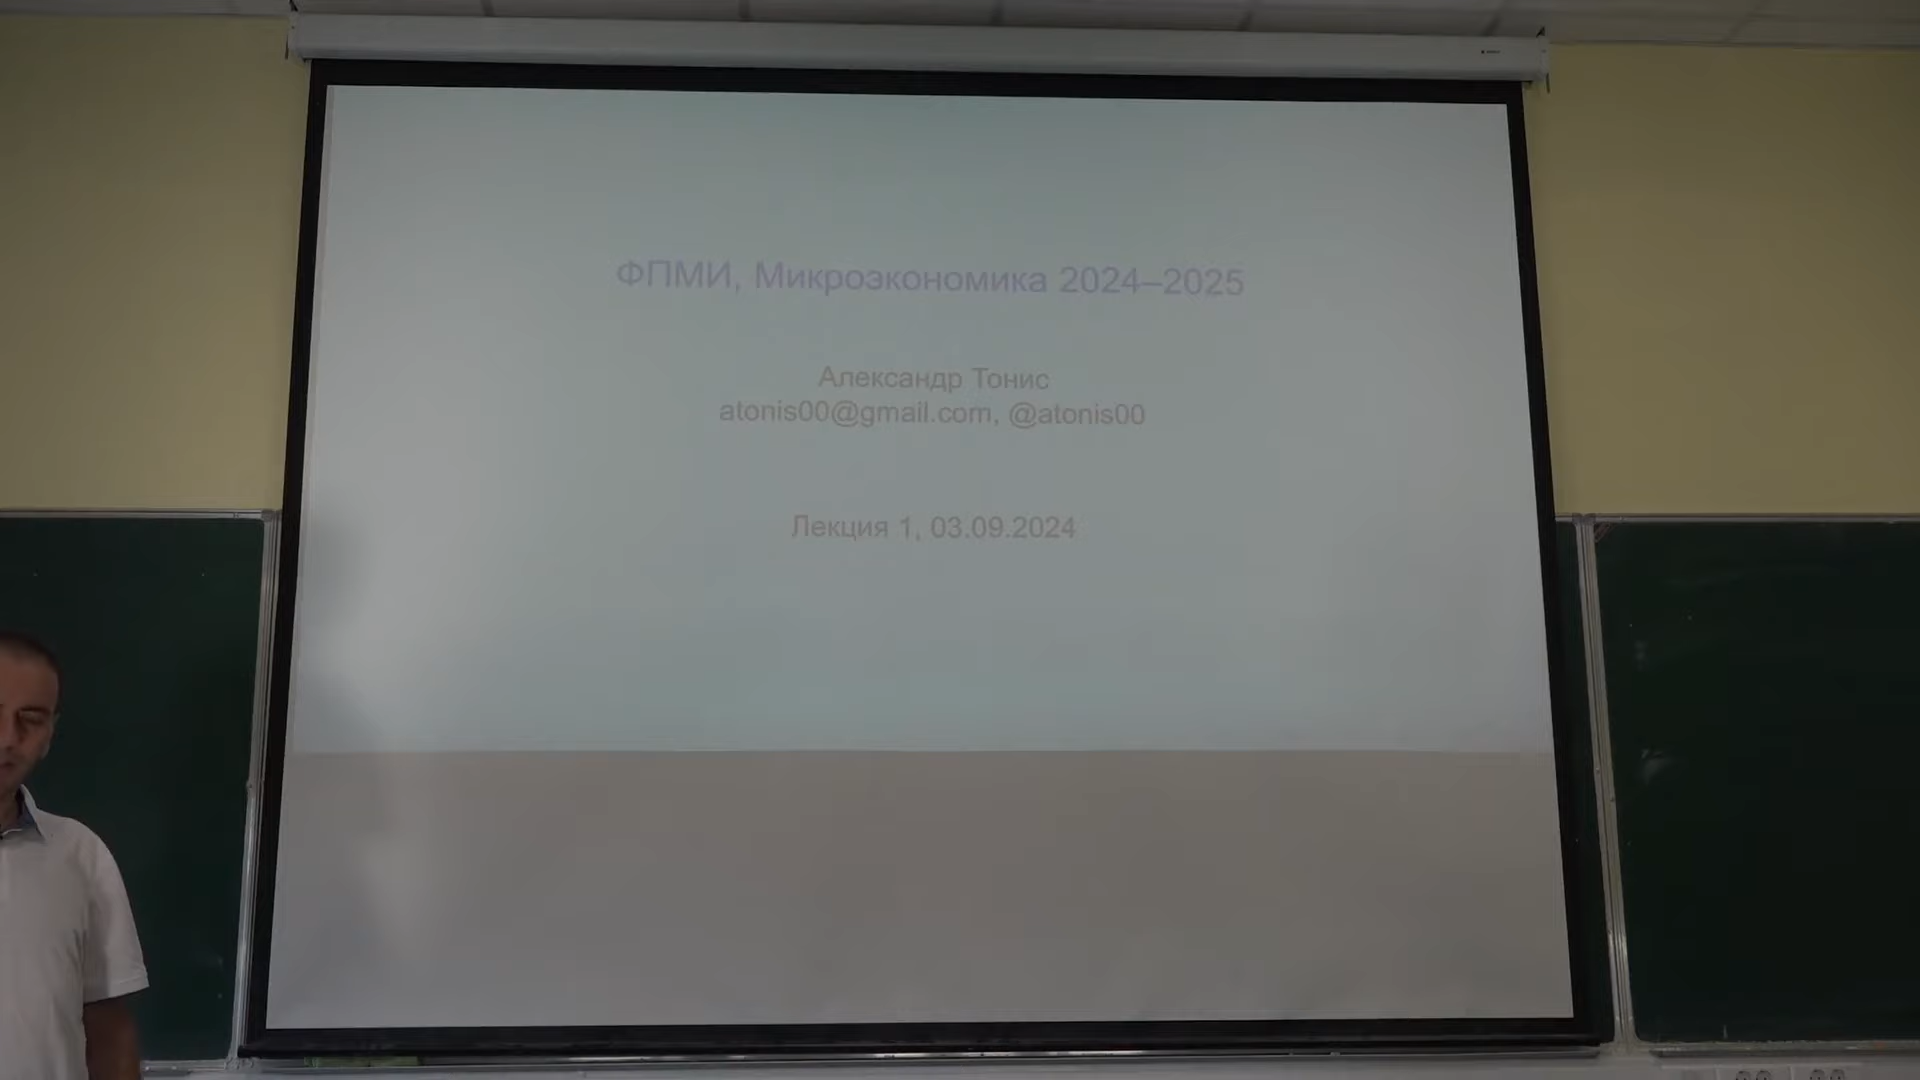 ФПМИ, Микроэкономика 2024–2025
Александр Тонис
atonis00@gmail.com, @atonis00
Лекция 1, 03.09.2024